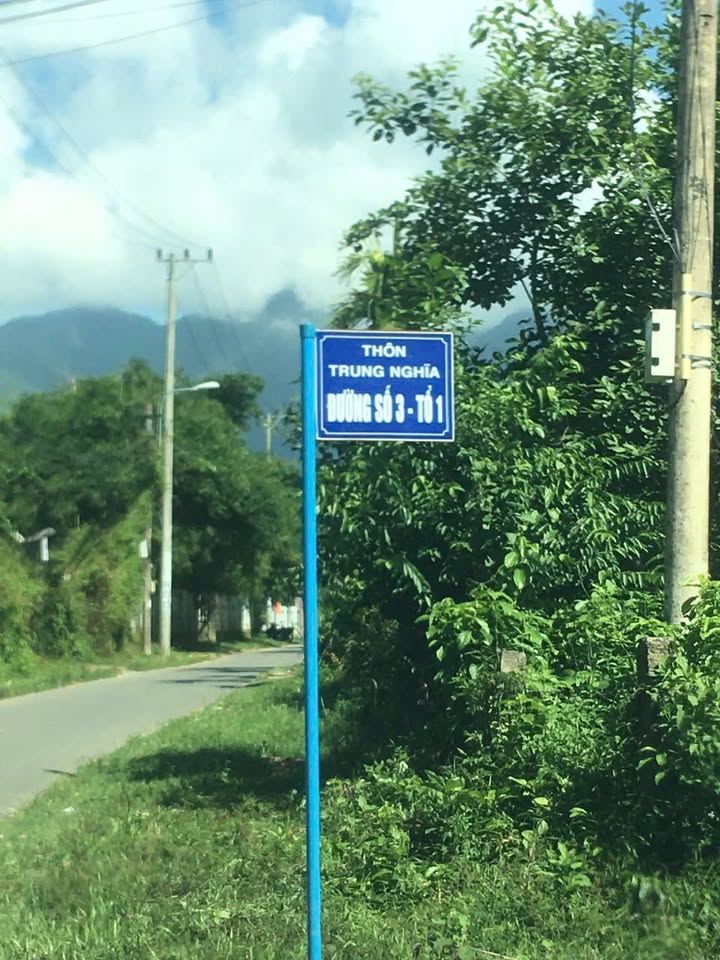 THÔN
TRUNG NGHĨA
ĐƯỜNG SỐ 3 - TỔ 1